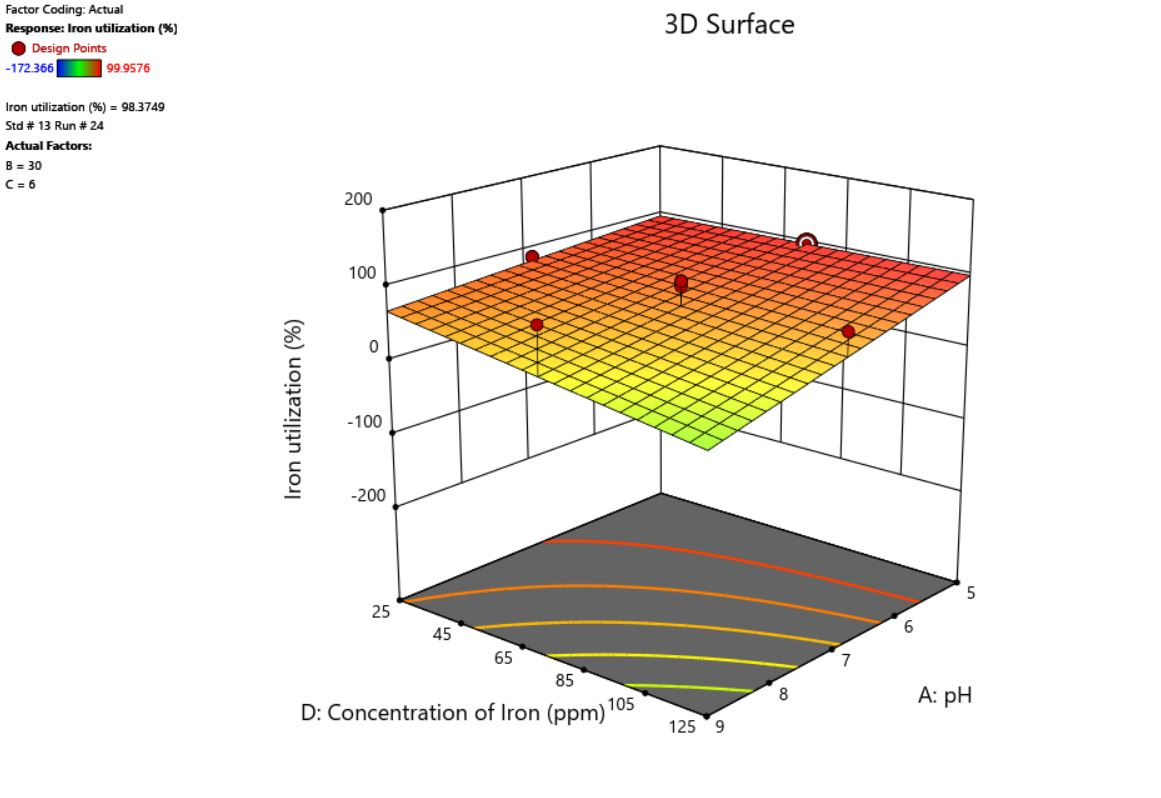 Factor Coding: Actual
3D Surface
Response: Iron utilization (%)
Design Points
-172.366 99.9576
Iron utilization (%) = 98.3749
Std # 13 Run # 24
Actual Factors:
B = 30
C = 6
200
100
0
-100
-200
Iron utilization (%)
25
45
65
85
105
125
D: Concentration of Iron (ppm)
5
6
7
8
9
A: pH